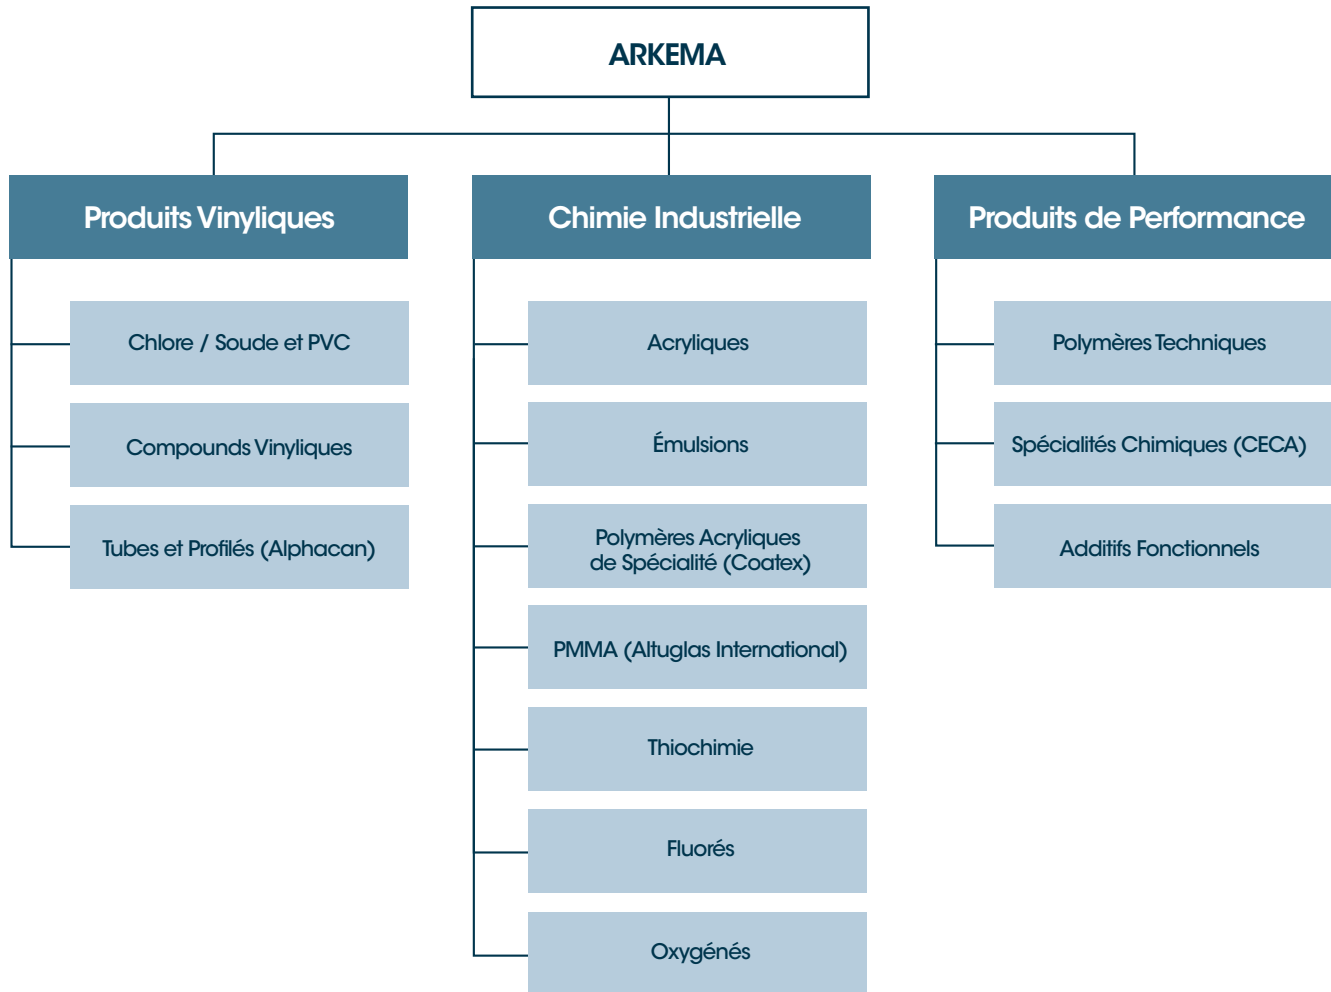 ARKEMA
Produits Vinyliques
Chlore / Soude et PVC
Compounds Vinyliques
Tubes et Profilés (Alphacan)
Chimie Industrielle
Acryliques
Émulsions
Polymères Acryliques
de Spécialité (Coatex)
PMMA (Altuglas International)
Thiochimie
Fluorés
Oxygénés
Produits de Performance
Polymères Techniques
Spécialités Chimiques (CECA)
Additifs Fonctionnels